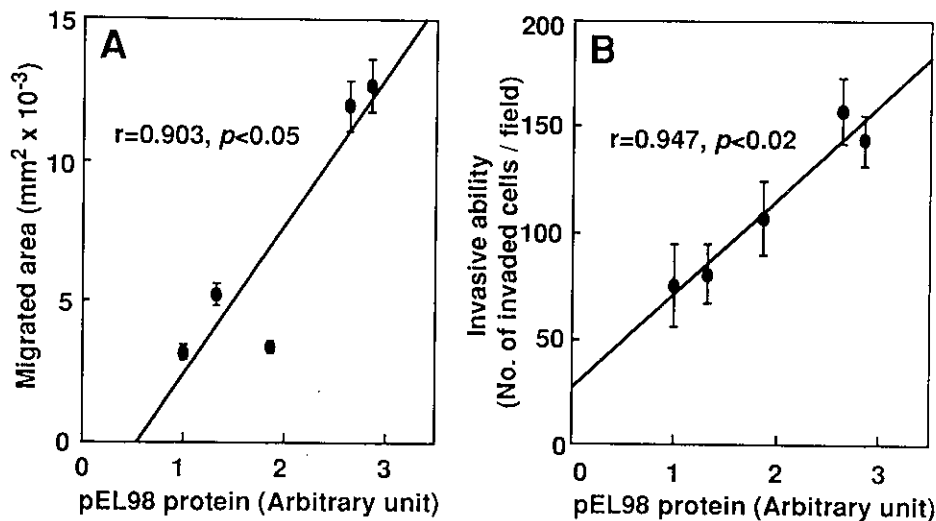 A
r=0.903, p<0.05
Migrated area (mm² x 10⁻³)
15
10
5
0
0 1 2 3
pEL98 protein (Arbitrary unit)
B
r=0.947, p<0.02
Invasive ability
(No. of invaded cells / field)
200
150
100
50
0
0 1 2 3
pEL98 protein (Arbitrary unit)